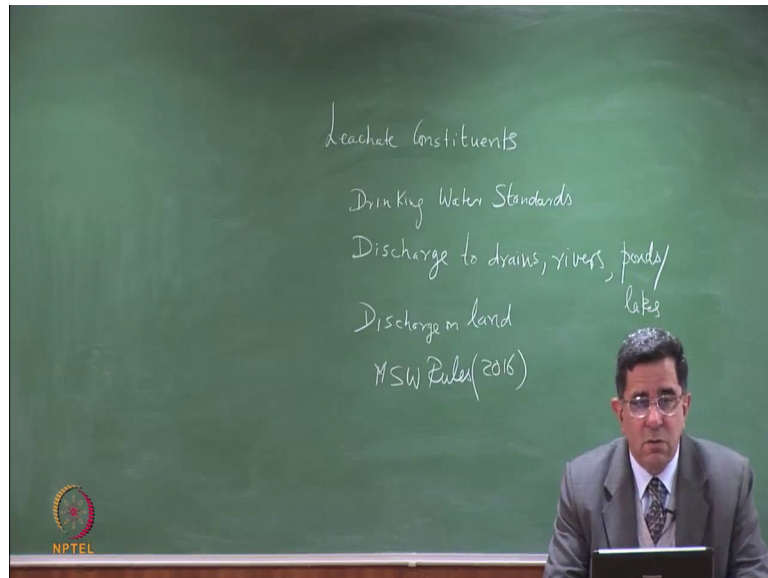 Leachate Constituents
Drinking Water Standards
Discharge to drains, rivers, ponds/
lakes
Discharge on land
MSW Rules (2016)
NPTEL